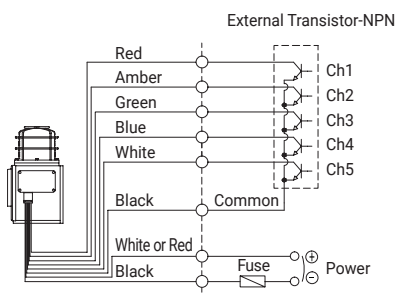 External Transistor-NPN
Red
Ch1
Amber
Ch2
Green
Ch3
Blue
Ch4
White
Ch5
Black
Common
White or Red
Black
Fuse
+
Power
-